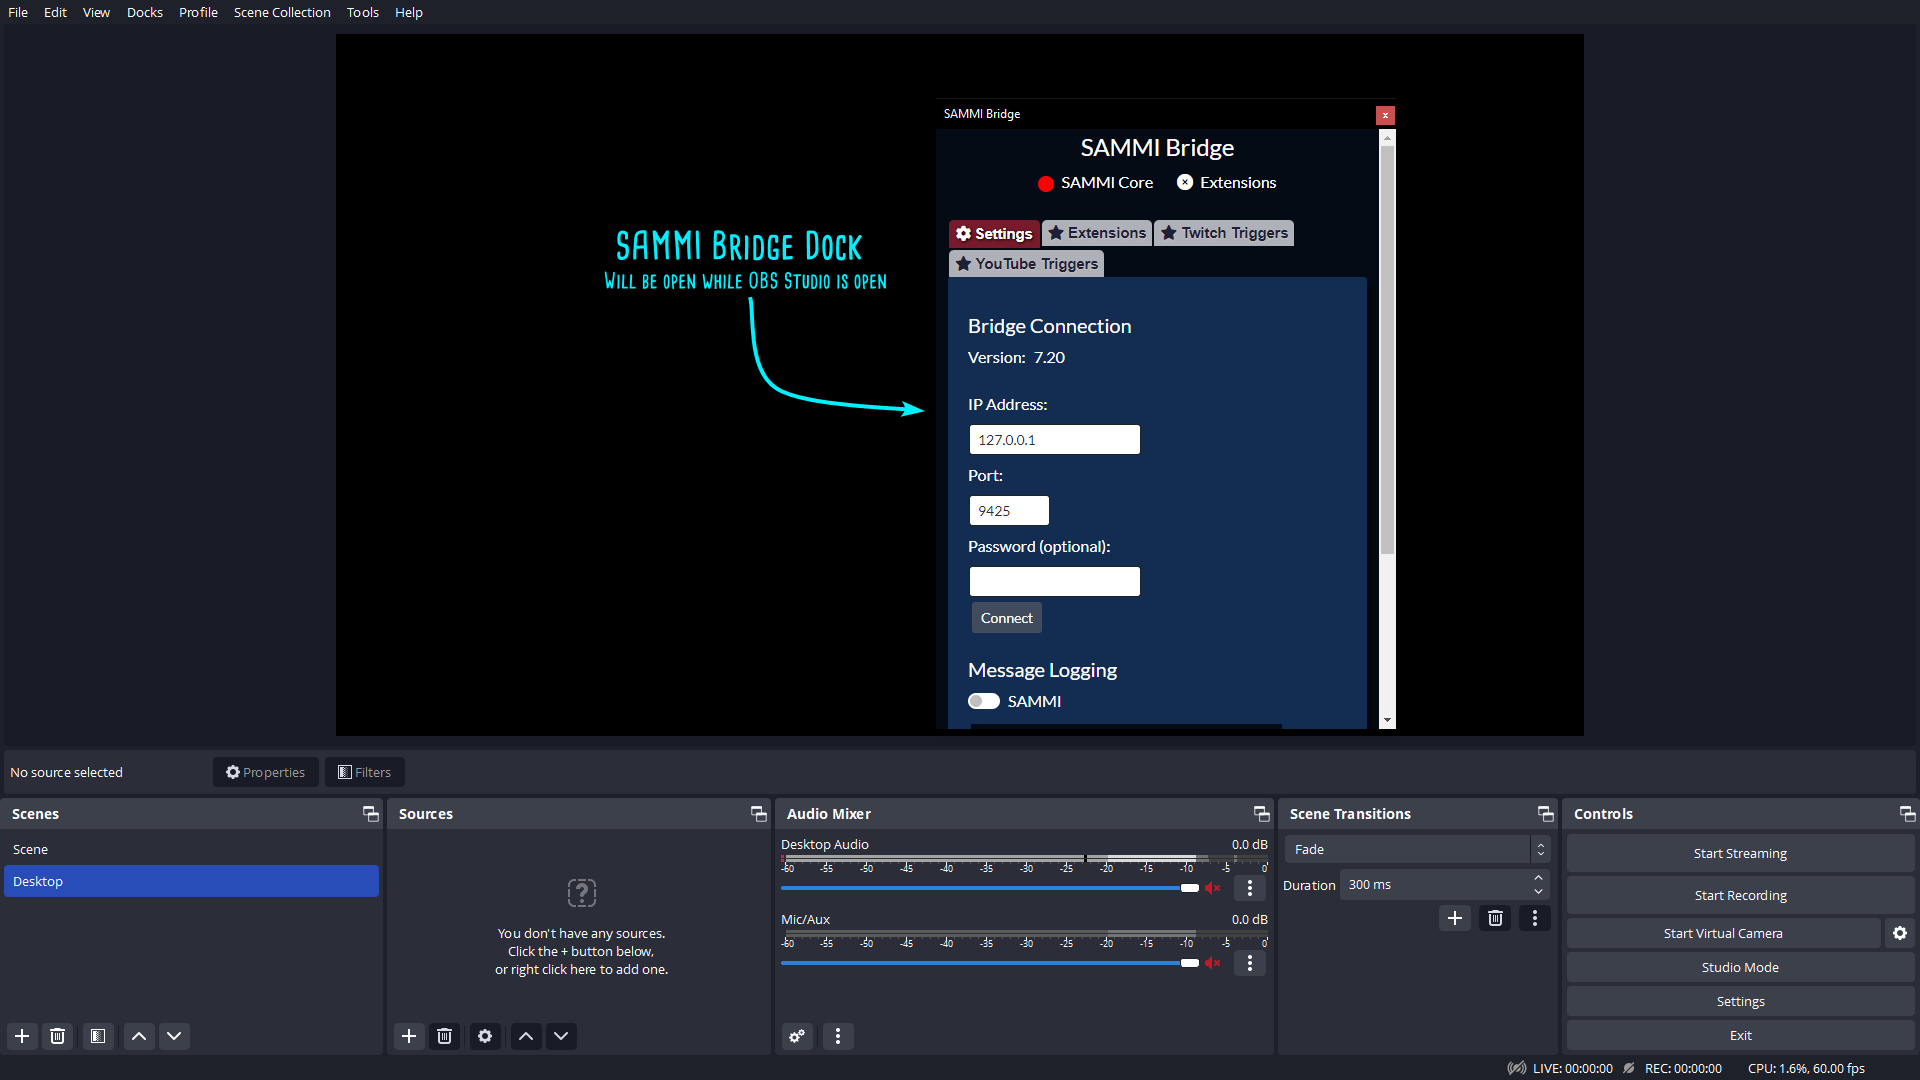 File Edit View Docks Profile Scene Collection Tools Help
SAMMI Bridge
x
SAMMI Bridge
SAMMI Core Extensions
Settings Extensions Twitch Triggers
YouTube Triggers
SAMMI Bridge Dock
Will be open while OBS Studio is open
Bridge Connection
Version: 7.20
IP Address:
127.0.0.1
Port:
9425
Password (optional):
Connect
Message Logging
SAMMI
No source selected Properties Filters
Scenes
Scene
Desktop
Sources
?
You don't have any sources.
Click the + button below,
or right click here to add one.
Audio Mixer
Desktop Audio 0.0 dB
-60 -55 -50 -45 -40 -35 -30 -25 -20 -15 -10 -5 0
Mic/Aux 0.0 dB
-60 -55 -50 -45 -40 -35 -30 -25 -20 -15 -10 -5 0
Scene Transitions
Fade
Duration 300 ms
Controls
Start Streaming
Start Recording
Start Virtual Camera
Studio Mode
Settings
Exit
LIVE: 00:00:00 REC: 00:00:00 CPU: 1.6%, 60.00 fps